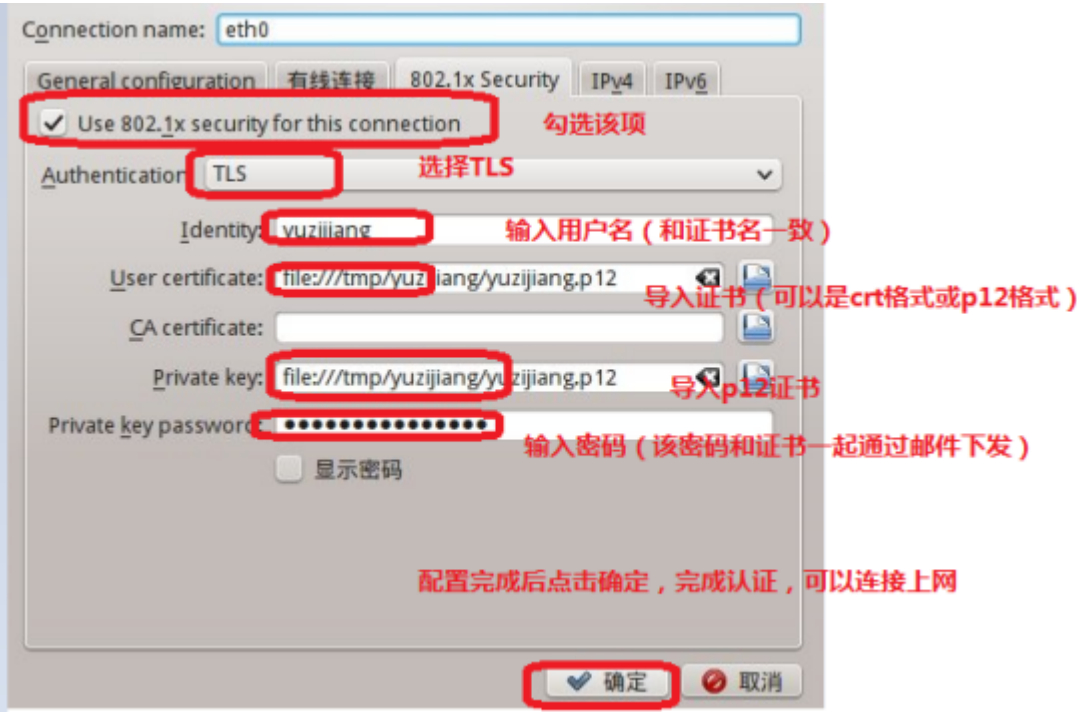 Connection name: eth0
General configuration 有线连接 802.1x Security IPv4 IPv6
Use 802.1x security for this connection 勾选该项
Authentication TLS 选择TLS
Identity: yuzijiang 输入用户名（和证书名一致）
User certificate: file:///tmp/yuzijiang/yuzijiang.p12
导入证书（可以是crt格式或p12格式）
CA certificate:
Private key: file:///tmp/yuzijiang/yuzijiang.p12 导入p12证书
Private key password: ●●●●●●●●●●●●●●●
输入密码（该密码和证书一起通过邮件下发）
显示密码
配置完成后点击确定，完成认证，可以连接上网
确定 取消